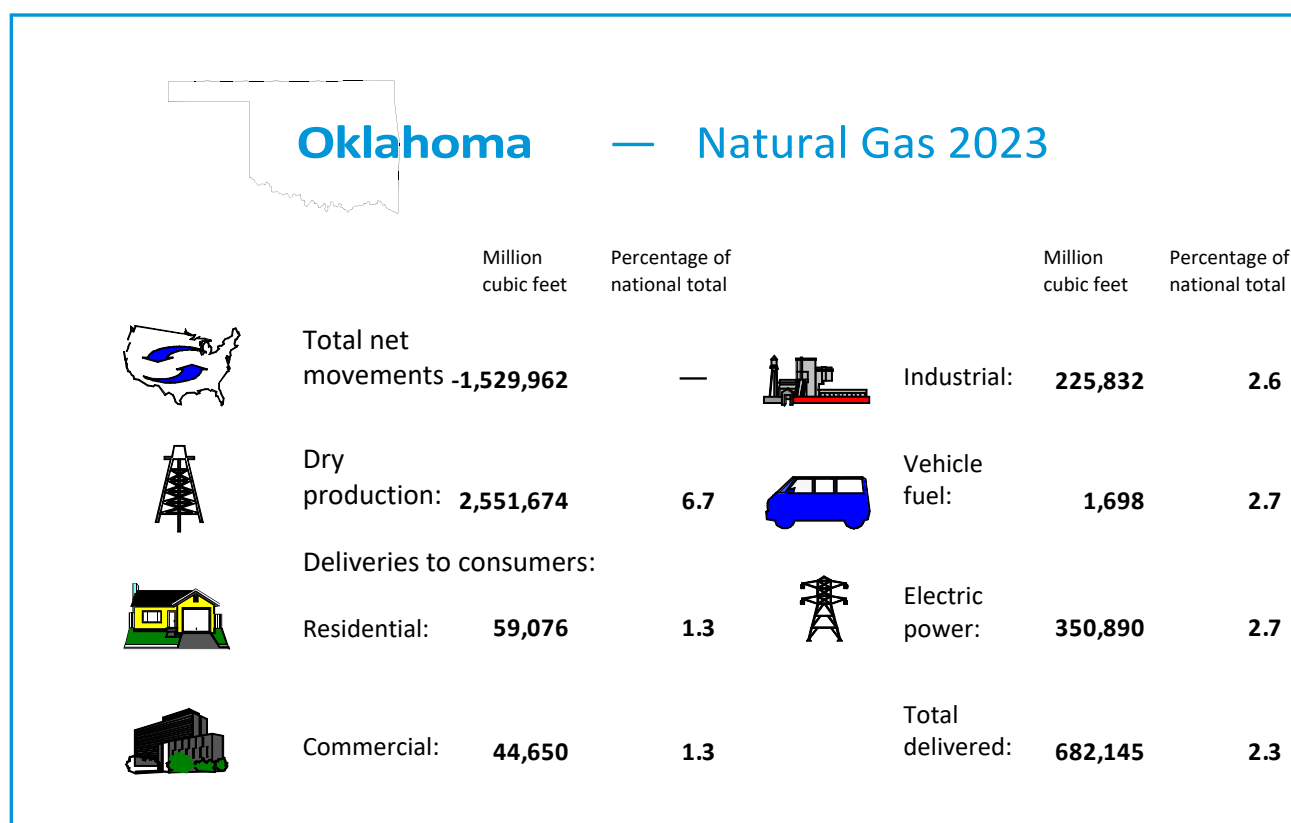 Oklahoma — Natural Gas 2023
Million Percentage of Million Percentage of
cubic feet national total cubic feet national total
Total net
movements -1,529,962 — Industrial: 225,832 2.6
Dry
production: 2,551,674 6.7
Vehicle
fuel: 1,698 2.7
Deliveries to consumers:
Residential: 59,076 1.3
Electric
power: 350,890 2.7
Commercial: 44,650 1.3
Total
delivered: 682,145 2.3